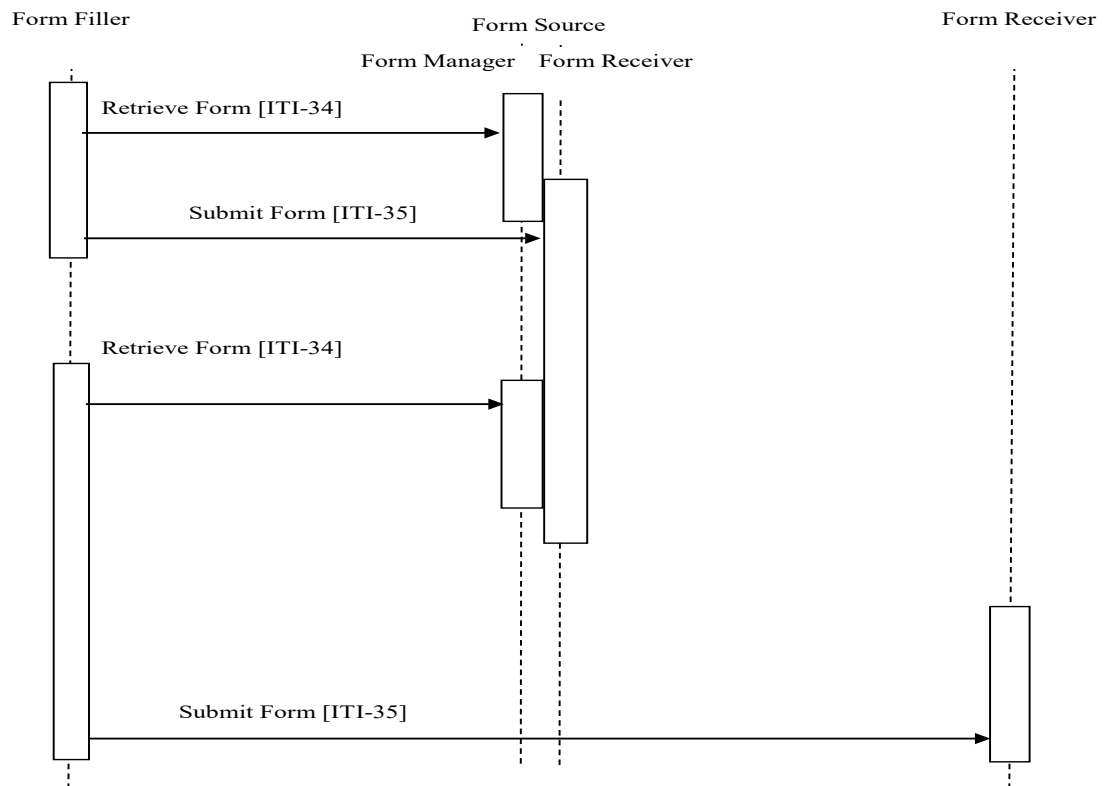 Form Filler
Form Source
Form Receiver
Form Manager
Form Receiver
Retrieve Form [ITI-34]
Submit Form [ITI-35]
Retrieve Form [ITI-34]
Submit Form [ITI-35]